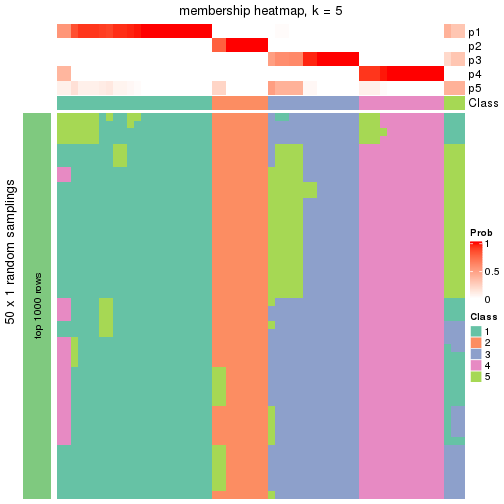 membership heatmap, k = 5
p1
p2
p3
p4
p5
Class
50 x 1 random samplings
top 1000 rows
Prob
1
0.5
0
Class
1
2
3
4
5